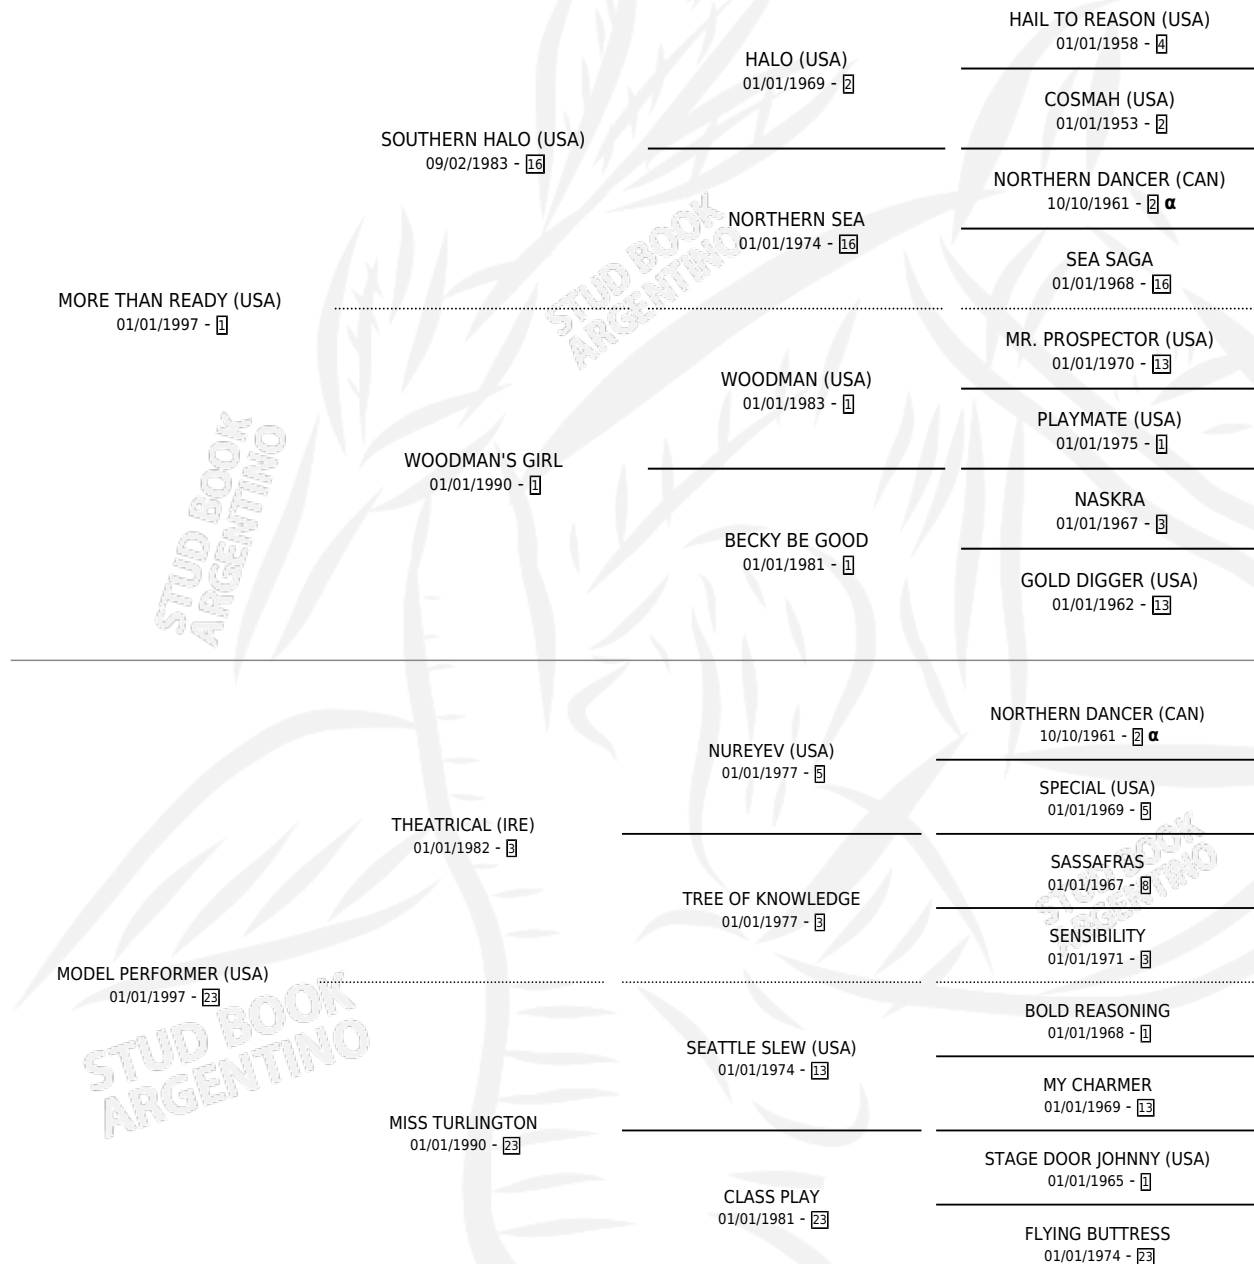 HAIL TO REASON (USA)
01/01/1958 - 4
HALO (USA)
01/01/1969 - 2
COSMAH (USA)
01/01/1953 - 2
SOUTHERN HALO (USA)
09/02/1983 - 16
NORTHERN DANCER (CAN)
10/10/1961 - 2 α
NORTHERN SEA
01/01/1974 - 16
SEA SAGA
01/01/1968 - 16
STUD BOOK
ARGENTINO
MORE THAN READY (USA)
01/01/1997 - 1
MR. PROSPECTOR (USA)
01/01/1970 - 13
WOODMAN (USA)
01/01/1983 - 1
PLAYMATE (USA)
01/01/1975 - 1
WOODMAN'S GIRL
01/01/1990 - 1
NASKRA
01/01/1967 - 3
BECKY BE GOOD
01/01/1981 - 1
GOLD DIGGER (USA)
01/01/1962 - 13
STUD BOOK
ARGENTINO
NORTHERN DANCER (CAN)
10/10/1961 - 2 α
NUREYEV (USA)
01/01/1977 - 5
SPECIAL (USA)
01/01/1969 - 5
THEATRICAL (IRE)
01/01/1982 - 3
SASSAFRAS
01/01/1967 - 8
TREE OF KNOWLEDGE
01/01/1977 - 3
SENSIBILITY
01/01/1971 - 3
STUD BOOK
ARGENTINO
MODEL PERFORMER (USA)
01/01/1997 - 23
BOLD REASONING
01/01/1968 - 1
SEATTLE SLEW (USA)
01/01/1974 - 13
MY CHARMER
01/01/1969 - 13
STUD BOOK
ARGENTINO
MISS TURLINGTON
01/01/1990 - 23
STAGE DOOR JOHNNY (USA)
01/01/1965 - 1
CLASS PLAY
01/01/1981 - 23
FLYING BUTTRESS
01/01/1974 - 23